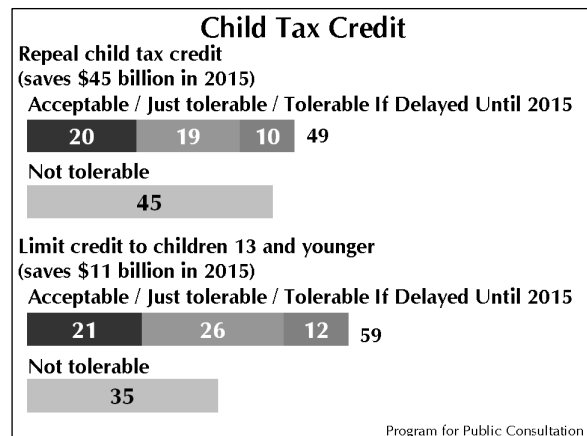 Child Tax Credit
Repeal child tax credit
(saves $45 billion in 2015)
Acceptable / Just tolerable / Tolerable If Delayed Until 2015
20 19 10 49
Not tolerable
45
Limit credit to children 13 and younger
(saves $11 billion in 2015)
Acceptable / Just tolerable / Tolerable If Delayed Until 2015
21 26 12 59
Not tolerable
35
Program for Public Consultation